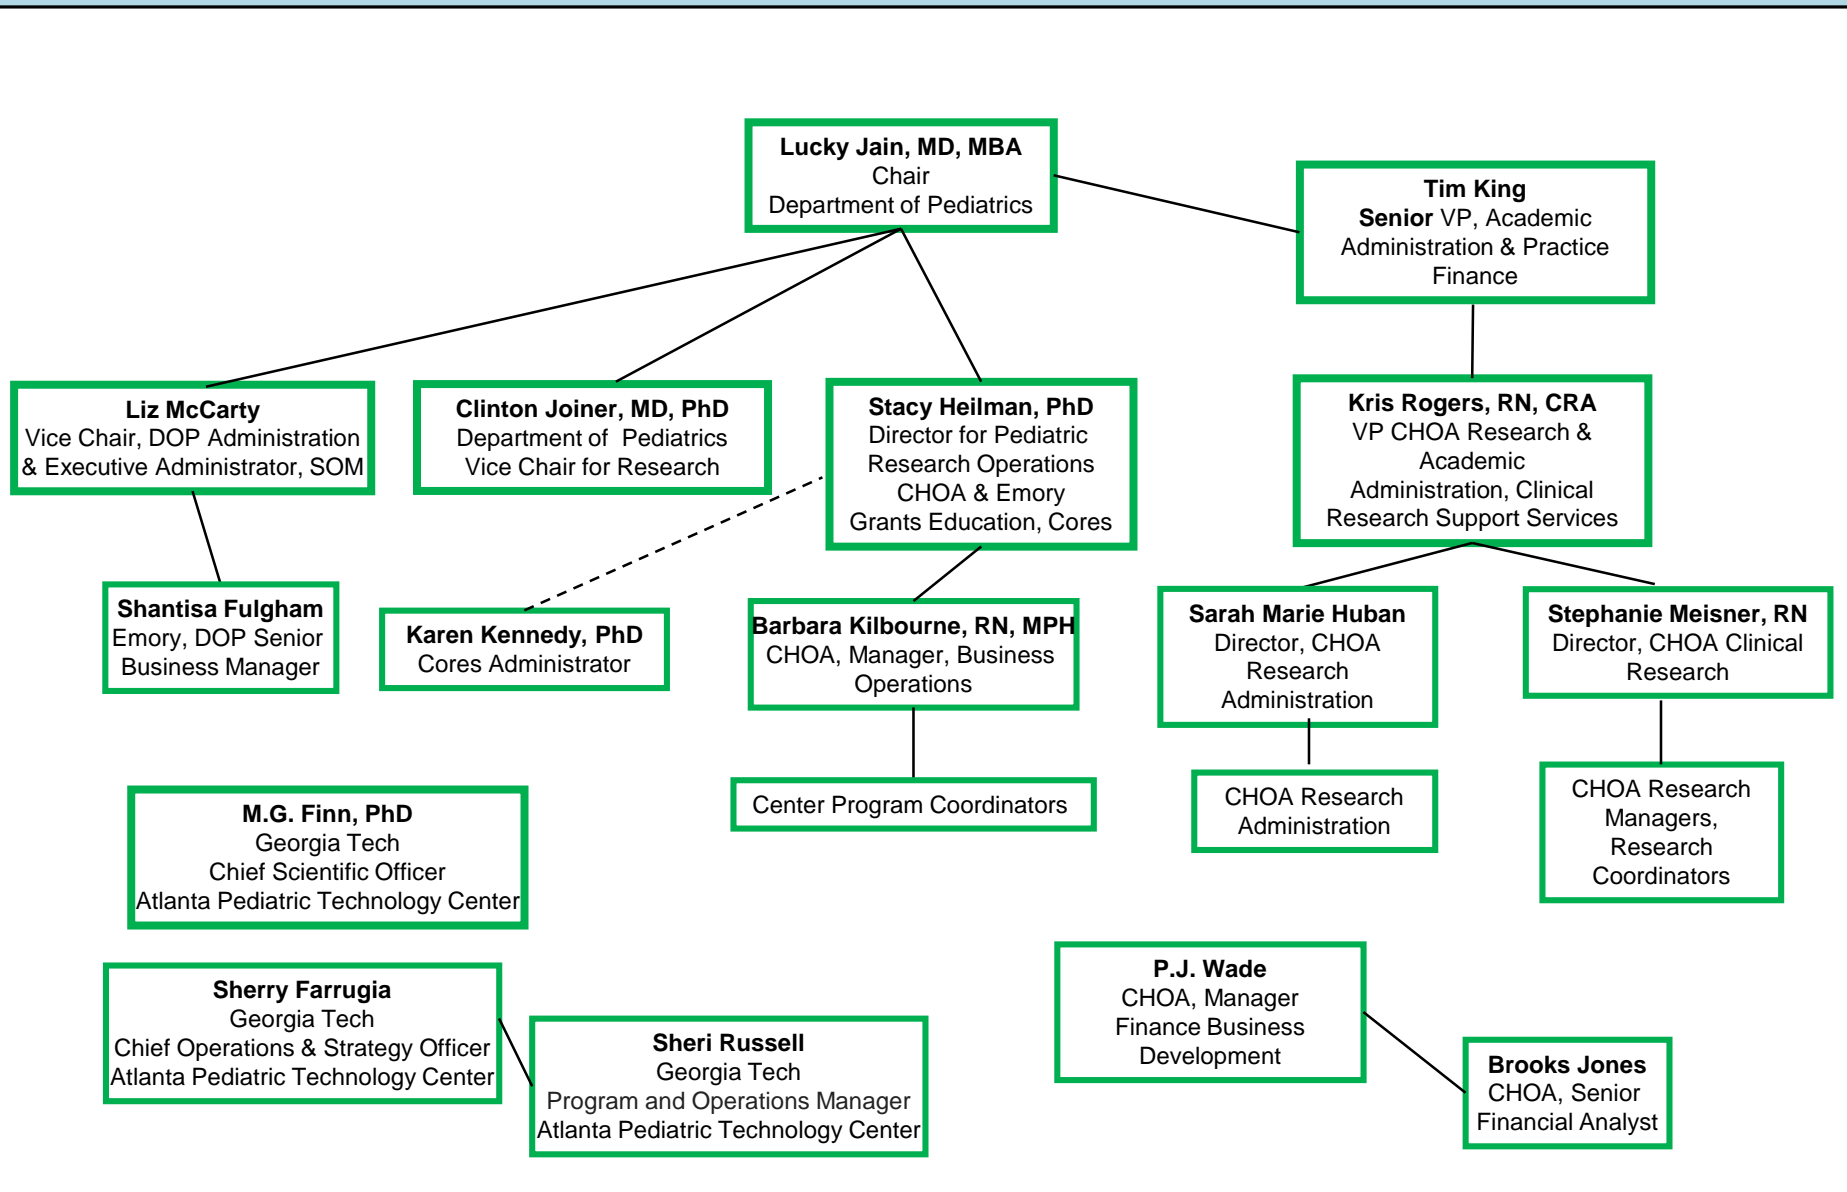 Lucky Jain, MD, MBA
Chair
Department of Pediatrics
Tim King
Senior VP, Academic
Administration & Practice
Finance
Liz McCarty
Vice Chair, DOP Administration
& Executive Administrator, SOM
Clinton Joiner, MD, PhD
Department of  Pediatrics
Vice Chair for Research
Stacy Heilman, PhD
Director for Pediatric
Research Operations
CHOA & Emory
Grants Education, Cores
Kris Rogers, RN, CRA
VP CHOA Research &
Academic
Administration, Clinical
Research Support Services
Shantisa Fulgham
Emory, DOP Senior
Business Manager
Karen Kennedy, PhD
Cores Administrator
Barbara Kilbourne, RN, MPH
CHOA, Manager, Business
Operations
Sarah Marie Huban
Director, CHOA
Research
Administration
Stephanie Meisner, RN
Director, CHOA Clinical
Research
Center Program Coordinators
CHOA Research
Administration
CHOA Research
Managers,
Research
Coordinators
M.G. Finn, PhD
Georgia Tech
Chief Scientific Officer
Atlanta Pediatric Technology Center
Sherry Farrugia
Georgia Tech
Chief Operations & Strategy Officer
Atlanta Pediatric Technology Center
Sheri Russell
Georgia Tech
Program and Operations Manager
Atlanta Pediatric Technology Center
P.J. Wade
CHOA, Manager
Finance Business
Development
Brooks Jones
CHOA, Senior
Financial Analyst